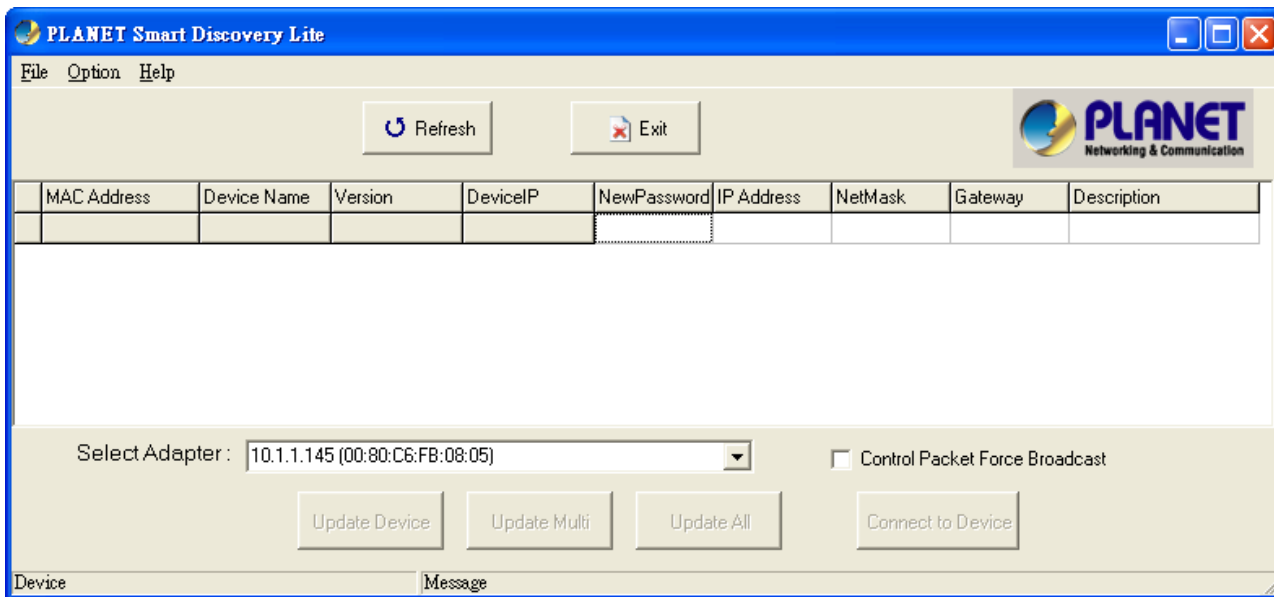 PLANET Smart Discovery Lite
File Option Help
Refresh Exit
PLANET
Networking & Communication
MAC Address Device Name Version DeviceIP NewPassword IP Address NetMask Gateway Description
Select Adapter : 10.1.1.145 (00:80:C6:FB:08:05) Control Packet Force Broadcast
Update Device Update Multi Update All Connect to Device
Device Message